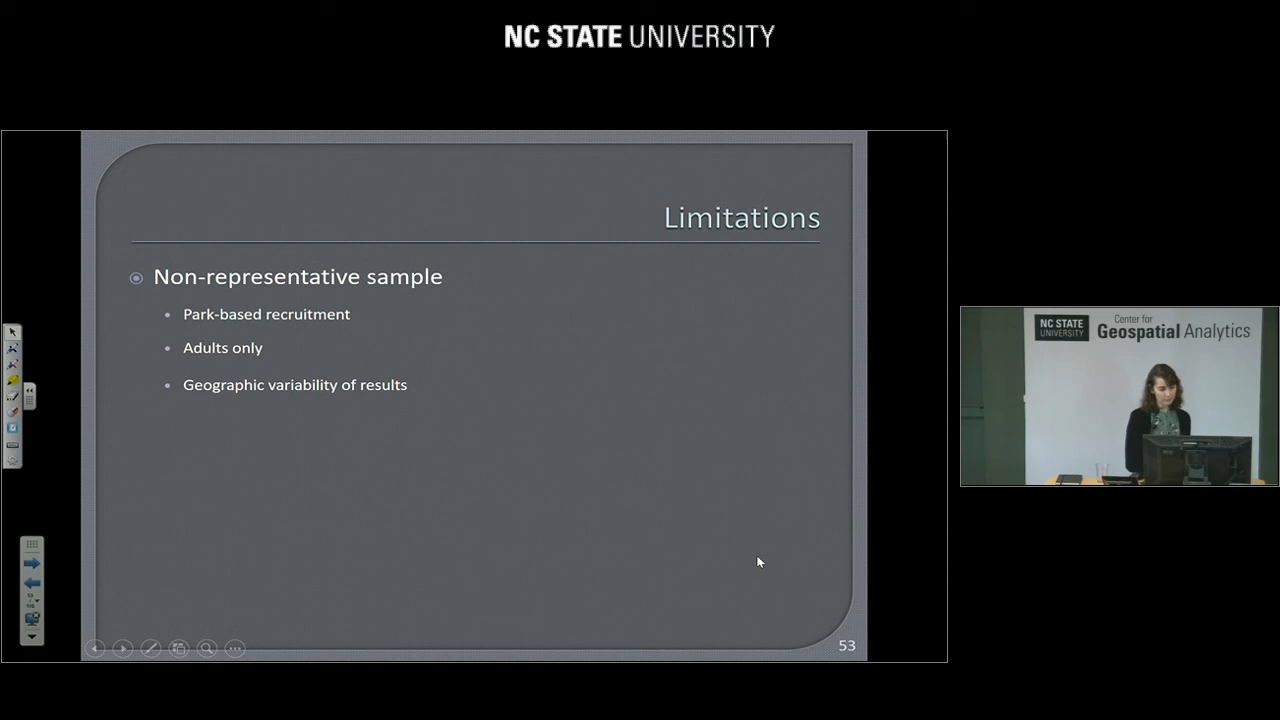 NC STATE UNIVERSITY
Limitations
Non-representative sample
Park-based recruitment
Adults only
Geographic variability of results
53
NC STATE
UNIVERSITY
Center for
Geospatial Analytics